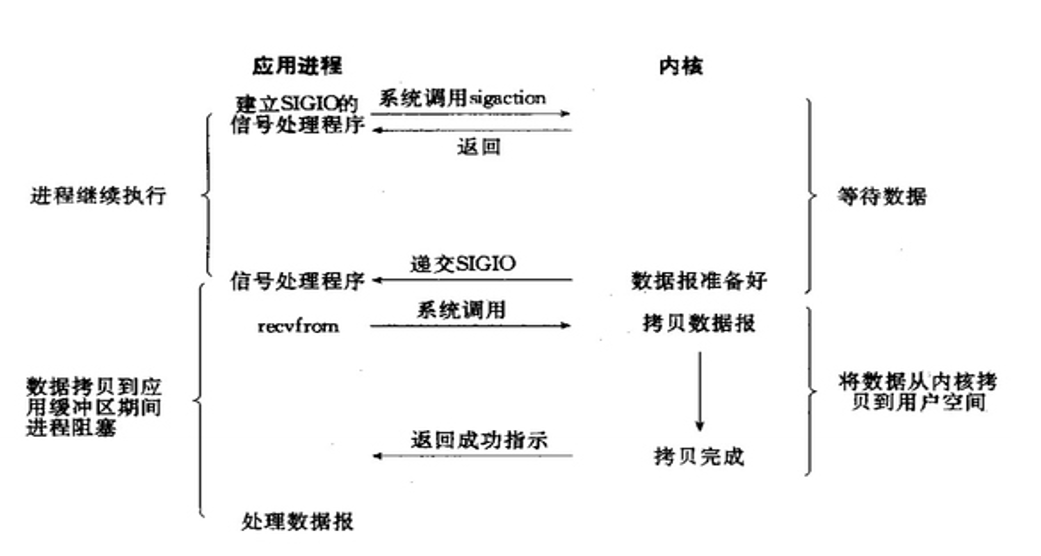 应用进程
内核
建立SIGIO的
信号处理程序
系统调用sigaction
返回
进程继续执行
等待数据
信号处理程序
递交SIGIO
数据报准备好
recvfrom
系统调用
拷贝数据报
数据拷贝到应
用缓冲区期间
进程阻塞
将数据从内核拷
贝到用户空间
返回成功指示
拷贝完成
处理数据报